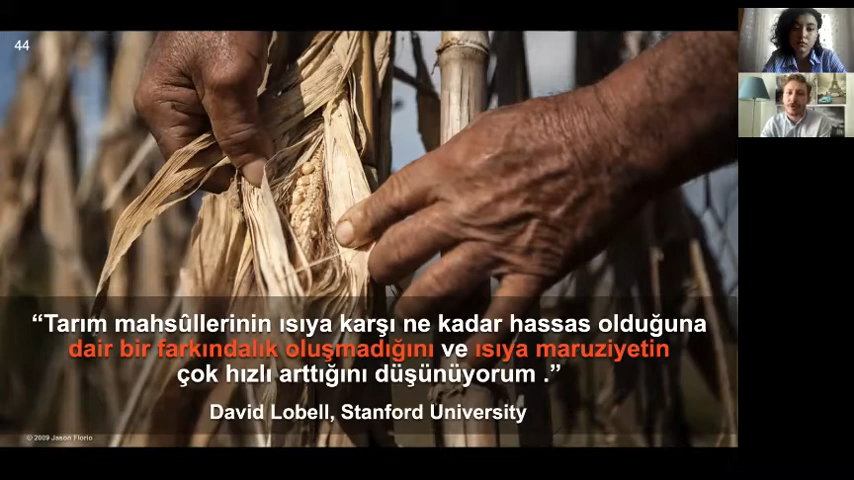 44
“Tarım mahsûllerinin ısıya karşı ne kadar hassas olduğuna
dair bir farkındalık oluşmadığını ve ısıya maruziyetin
çok hızlı arttığını düşünüyorum .”
David Lobell, Stanford University
© 2009 Jason Florio